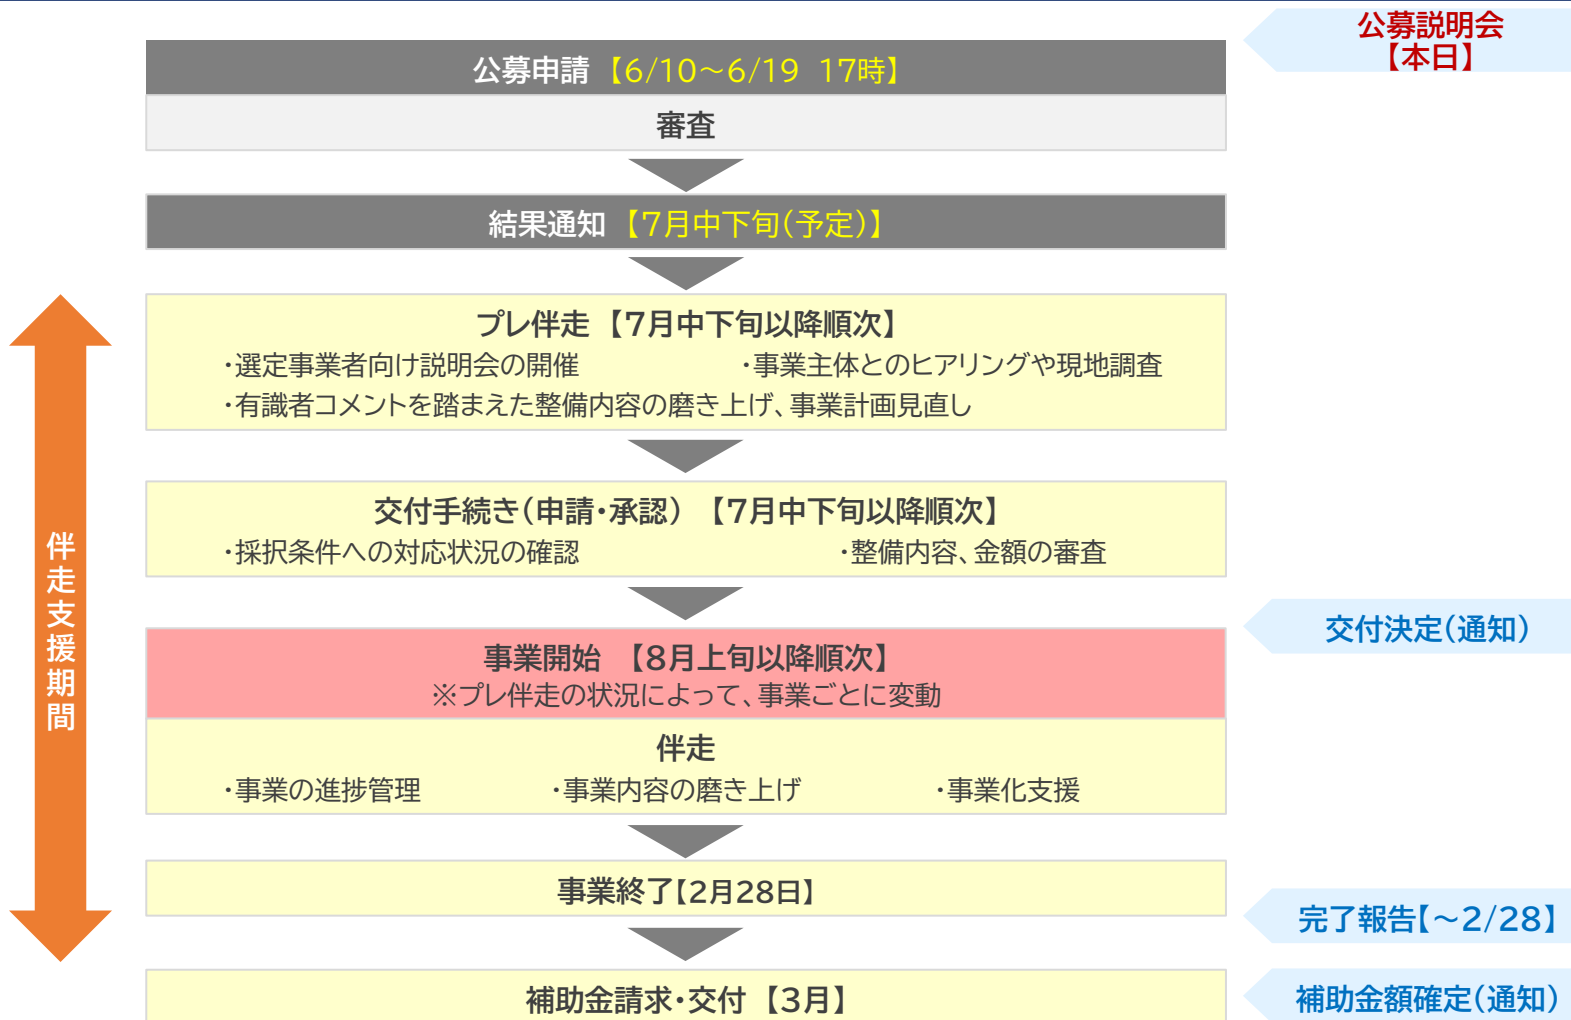 公募説明会
【本日】
公募申請 【6/10～6/19 17時】
審査
結果通知 【7月中下旬(予定)】
プレ伴走 【7月中下旬以降順次】
・選定事業者向け説明会の開催 ・事業主体とのヒアリングや現地調査
・有識者コメントを踏まえた整備内容の磨き上げ、事業計画見直し
交付手続き(申請・承認) 【7月中下旬以降順次】
・採択条件への対応状況の確認 ・整備内容、金額の審査
伴走支援期間
交付決定(通知)
事業開始 【8月上旬以降順次】
※プレ伴走の状況によって、事業ごとに変動
伴走
・事業の進捗管理 ・事業内容の磨き上げ ・事業化支援
事業終了【2月28日】
完了報告【～2/28】
補助金請求・交付 【3月】
補助金額確定(通知)